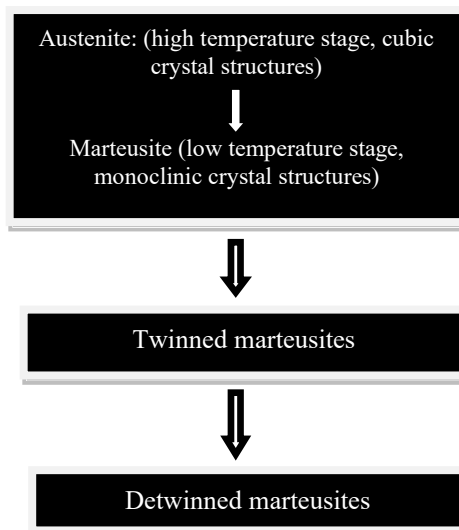 Austenite: (high temperature stage, cubic
crystal structures)
Marteusite (low temperature stage,
monoclinic crystal structures)
Twinned marteusites
Detwinned marteusites